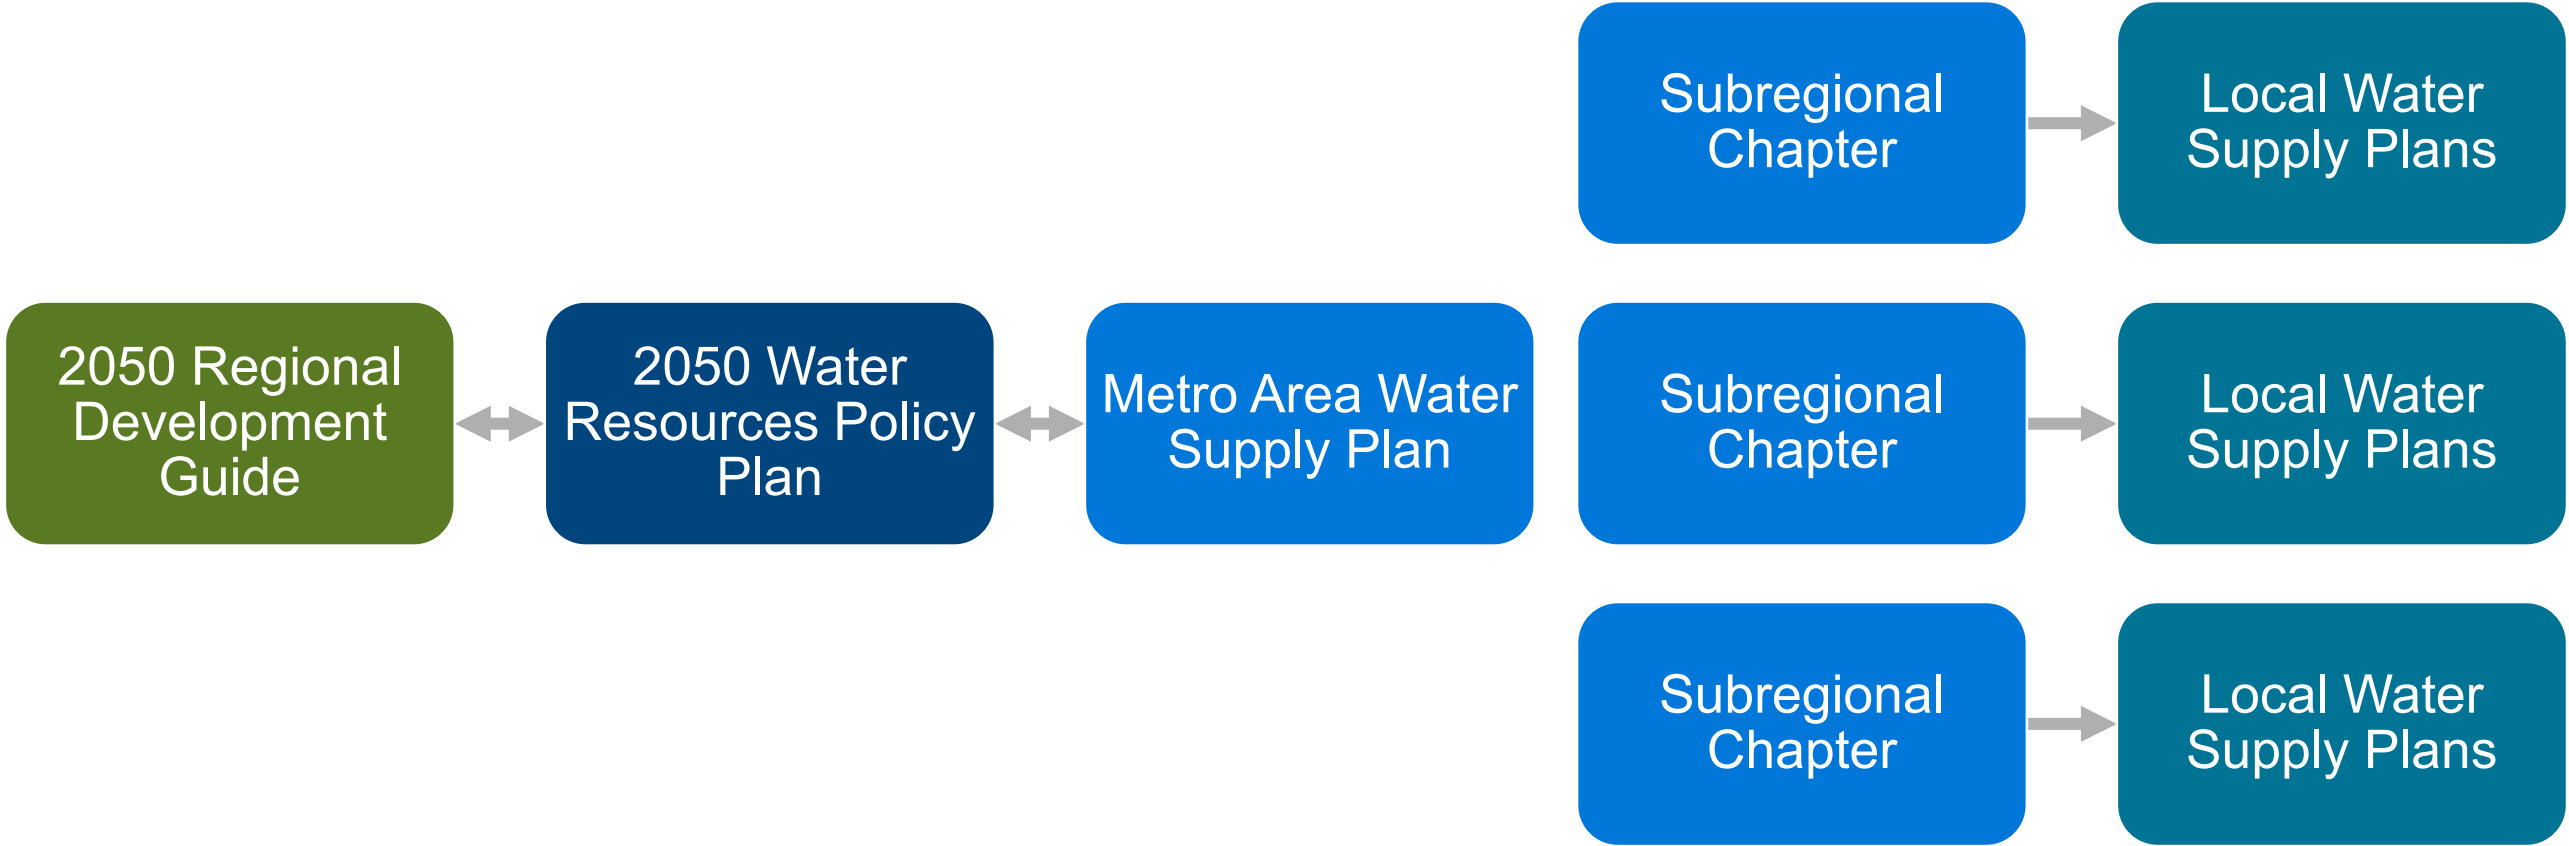 2050 Regional
Development
Guide
2050 Water
Resources Policy
Plan
Metro Area Water
Supply Plan
Subregional
Chapter
Local Water
Supply Plans
Subregional
Chapter
Local Water
Supply Plans
Subregional
Chapter
Local Water
Supply Plans